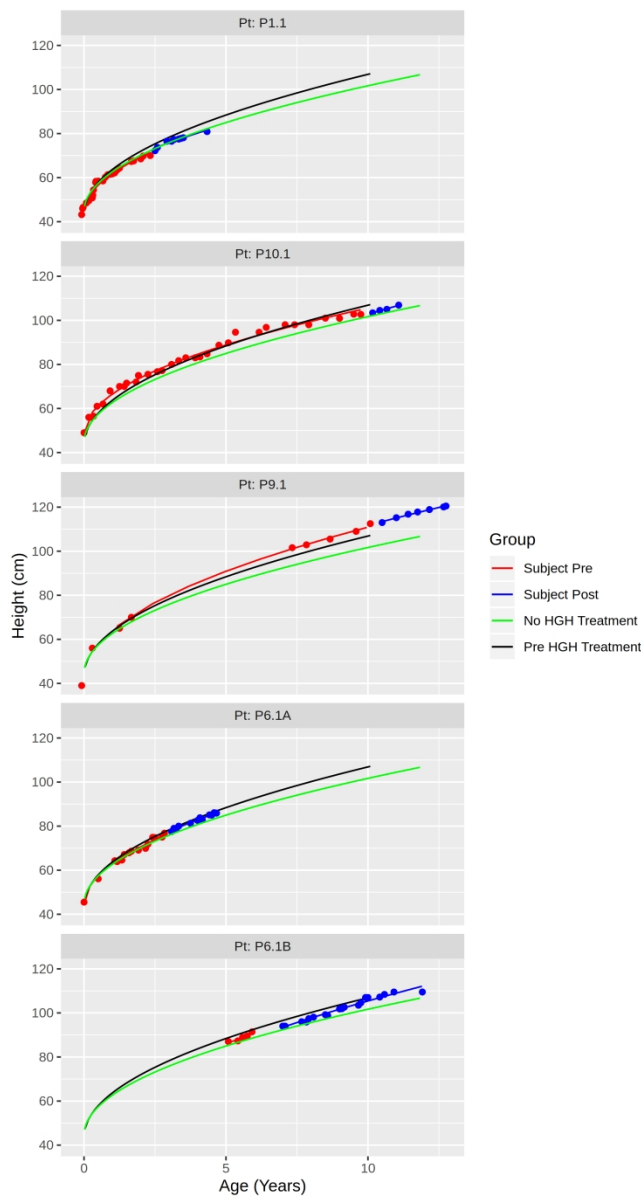 Pt: P1.1
120
100
80
60
40
Pt: P10.1
120
100
80
60
40
Pt: P9.1
120
100
80
60
40
Pt: P6.1A
120
100
80
60
40
Pt: P6.1B
120
100
80
60
40
0 5 10
Age (Years)
Height (cm)
Group
Subject Pre
Subject Post
No HGH Treatment
Pre HGH Treatment